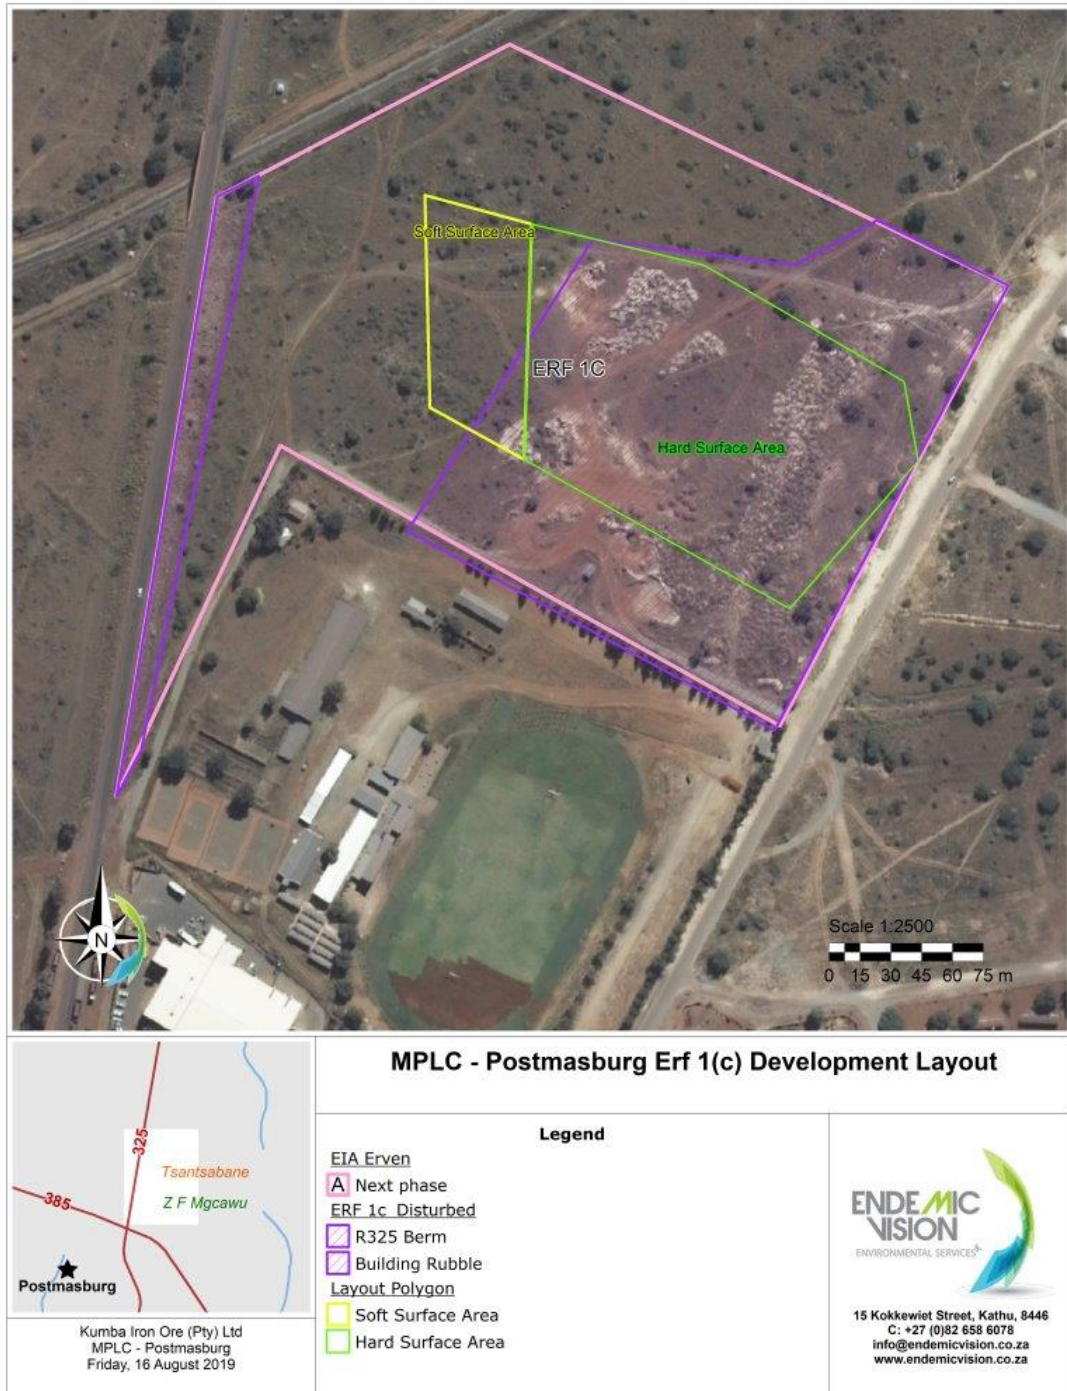 Soft Surface Area
ERF 1C
Hard Surface Area
N
Scale 1:2500
0 15 30 45 60 75 m
325
Tsantsabane
Z F Mgcawu
385
Postmasburg
Kumba Iron Ore (Pty) Ltd
MPLC - Postmasburg
Friday, 16 August 2019
MPLC - Postmasburg Erf 1(c) Development Layout
Legend
EIA Erven
A Next phase
ERF 1c Disturbed
R325 Berm
Building Rubble
Layout Polygon
Soft Surface Area
Hard Surface Area
ENDEMIC
VISION
ENVIRONMENTAL SERVICES
15 Kokkewiet Street, Kathu, 8446
C: +27 (0)82 658 6078
info@endemicvision.co.za
www.endemicvision.co.za